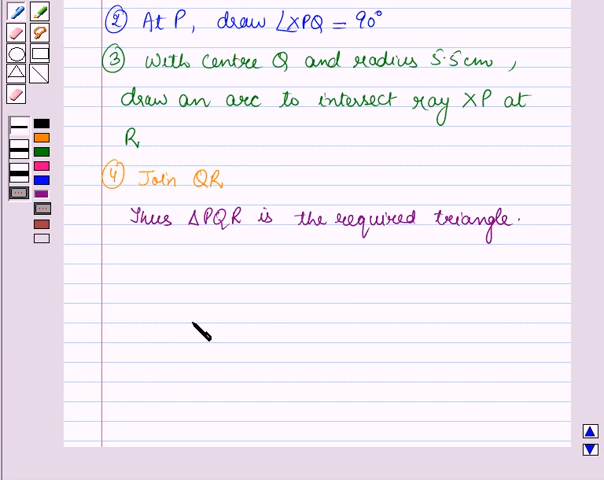 ② At P, draw ∠XPQ = 90°
③ With Centre Q and radius 5.5cm,
draw an arc to intersect ray XP at
R
④ Join QR
Thus ΔPQR is the required triangle.